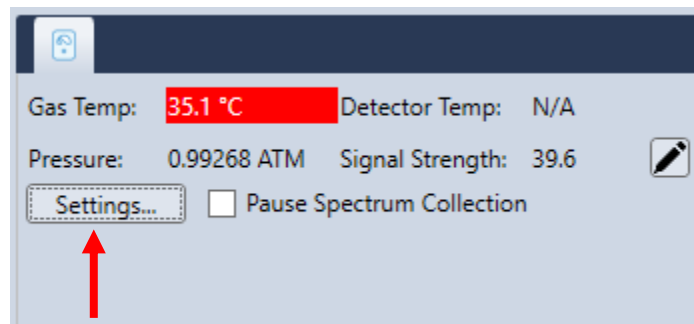 Gas Temp: 35.1 °C Detector Temp: N/A
Pressure: 0.99268 ATM Signal Strength: 39.6
Settings... Pause Spectrum Collection